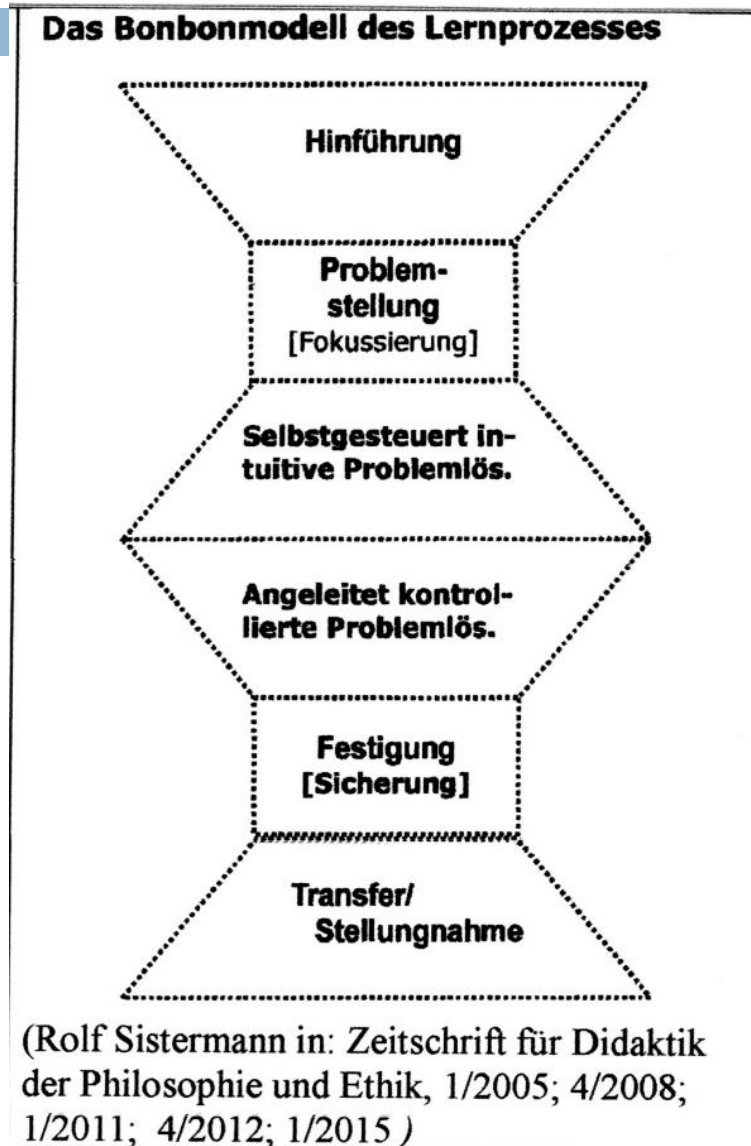 Das Bonbonmodell des Lernprozesses
Hinführung
Problem-
stellung
[Fokussierung]
Selbstgesteuert in-
tuitive Problemlös.
Angeleitet kontrol-
lierte Problemlös.
Festigung
[Sicherung]
Transfer/
Stellungnahme
(Rolf Sistermann in: Zeitschrift für Didaktik
der Philosophie und Ethik, 1/2005; 4/2008;
1/2011; 4/2012; 1/2015 )